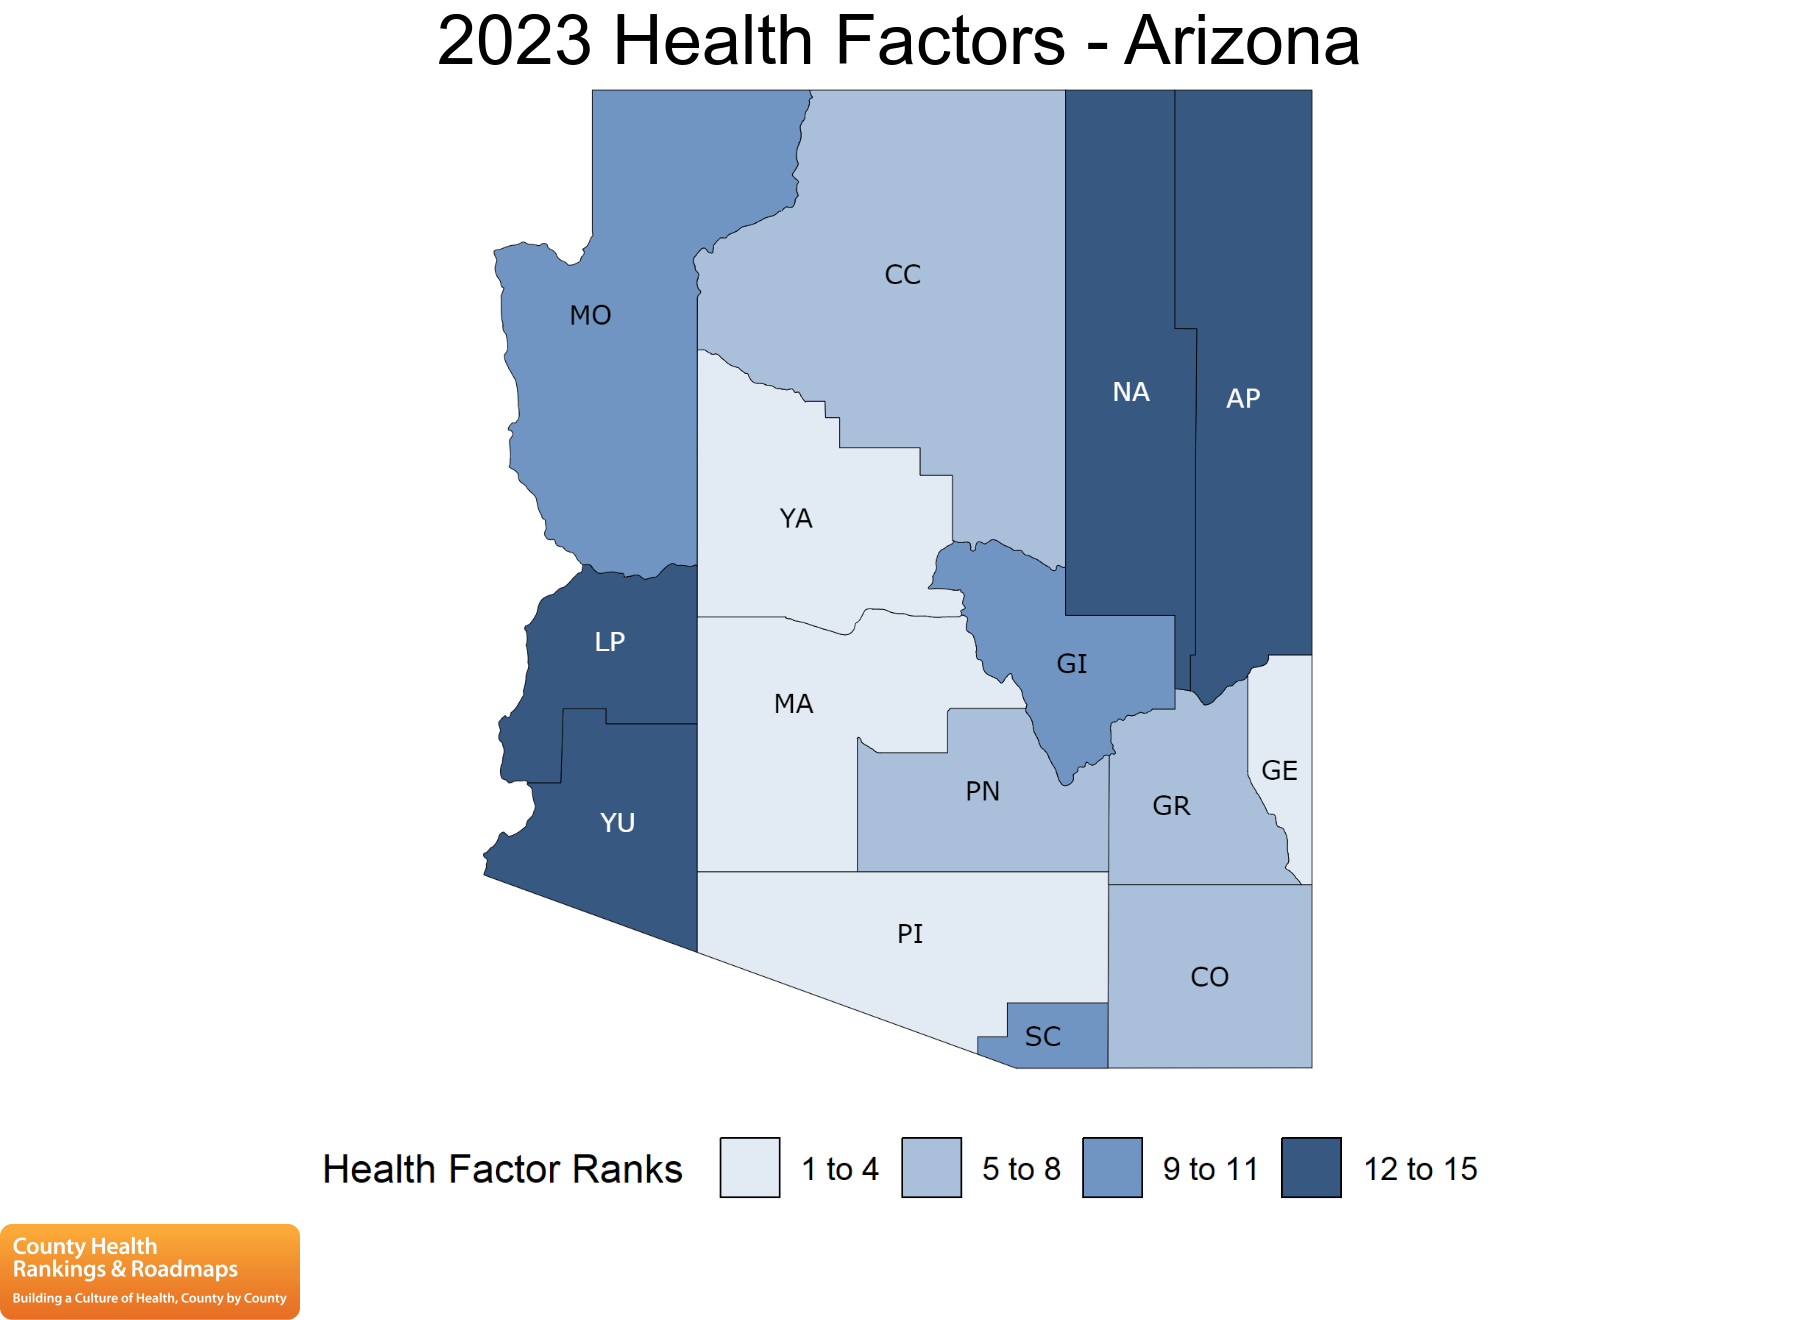 2023 Health Factors - Arizona
CC
MO
NA
AP
YA
LP
GI
MA
GE
PN
GR
YU
PI
CO
SC
Health Factor Ranks 1 to 4 5 to 8 9 to 11 12 to 15
County Health
Rankings & Roadmaps
Building a Culture of Health, County by County